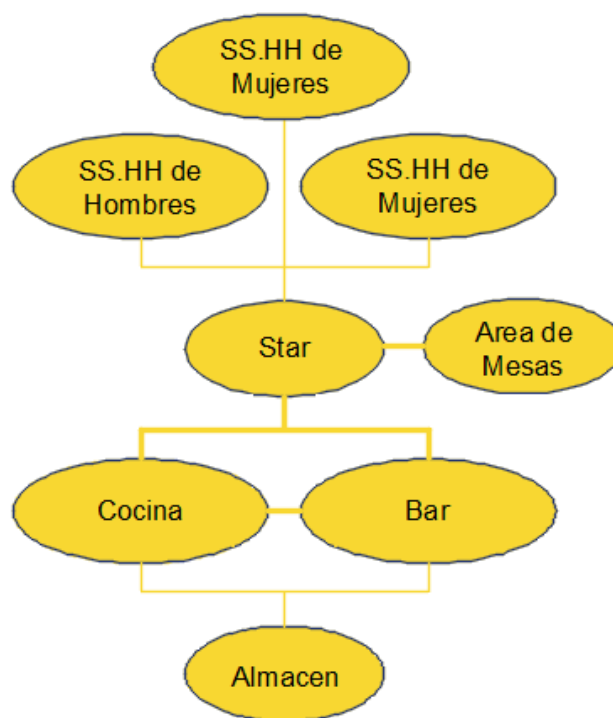 SS.HH de
Mujeres
SS.HH de
Hombres
SS.HH de
Mujeres
Star
Area de
Mesas
Cocina
Bar
Almacen